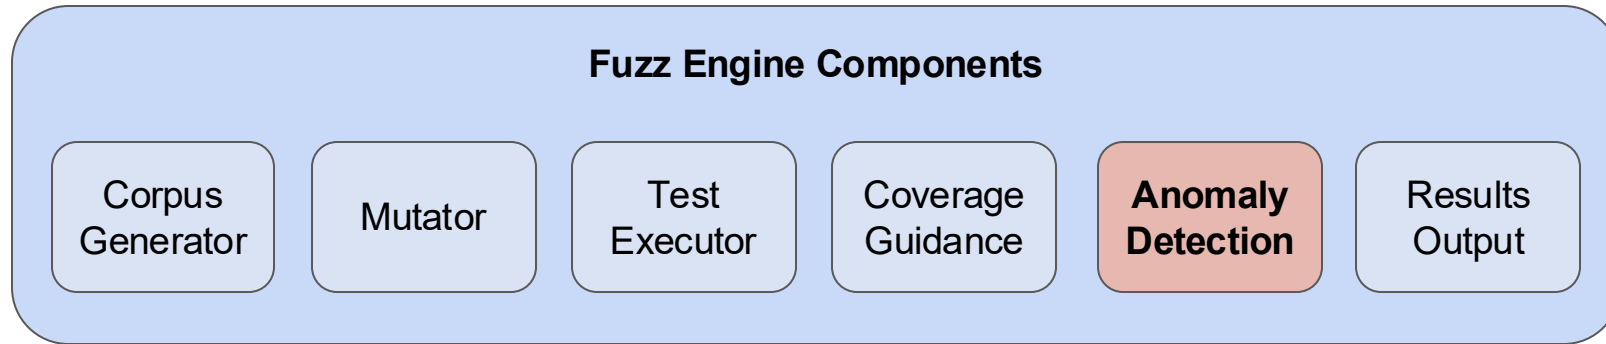 Fuzz Engine Components
Corpus
Generator
Mutator
Test
Executor
Coverage
Guidance
Anomaly
Detection
Results
Output